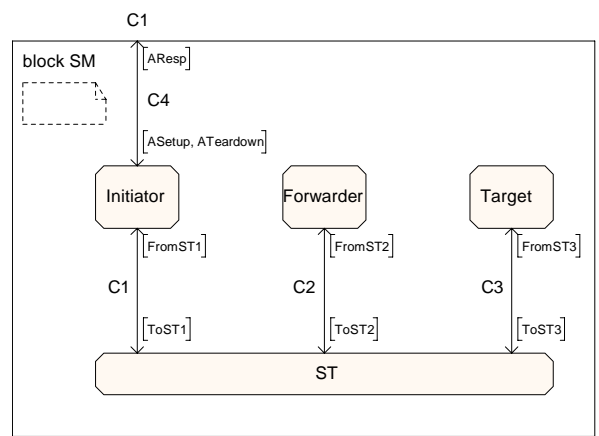 C1
block SM
[AResp]
C4
[ASetup, ATeardown]
Initiator
Forwarder
Target
[FromST1]
[FromST2]
[FromST3]
C1
C2
C3
[ToST1]
[ToST2]
[ToST3]
ST